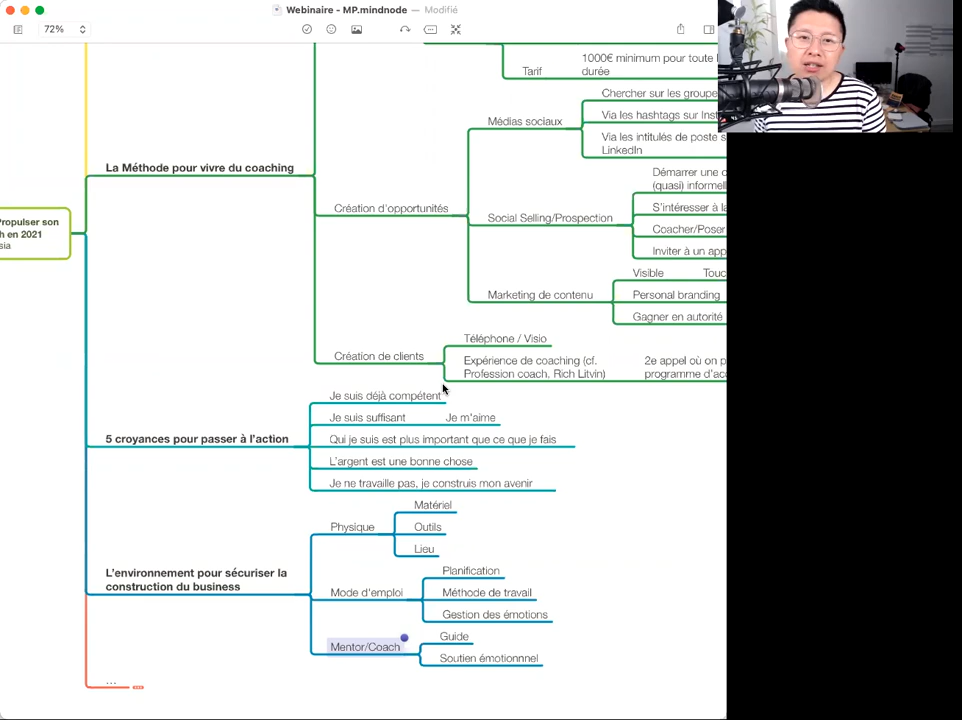 Webinaire - MP.mindnode — Modifié
72%
1000€ minimum pour toute
Tarif
durée
Chercher sur les groupe
Médias sociaux
Via les hashtags sur Inst
Via les intitulés de poste s
LinkedIn
La Méthode pour vivre du coaching
Démarrer une c
(quasi) informel
Création d'opportunités
S'intéresser à la
Social Selling/Prospection
Propulser son
h en 2021
sia
Coacher/Poser
Inviter à un app
Visible
Touc
Marketing de contenu
Personal branding
Gagner en autorité
Téléphone / Visio
Création de clients
Expérience de coaching (cf.
Profession coach, Rich Litvin)
2e appel où on p
programme d'acc
Je suis déjà compétent
Je suis suffisant
Je m'aime
5 croyances pour passer à l'action
Qui je suis est plus important que ce que je fais
L'argent est une bonne chose
Je ne travaille pas, je construis mon avenir
Matériel
Physique
Outils
Lieu
L'environnement pour sécuriser la
construction du business
Planification
Mode d'emploi
Méthode de travail
Gestion des émotions
Guide
Mentor/Coach
Soutien émotionnnel
...